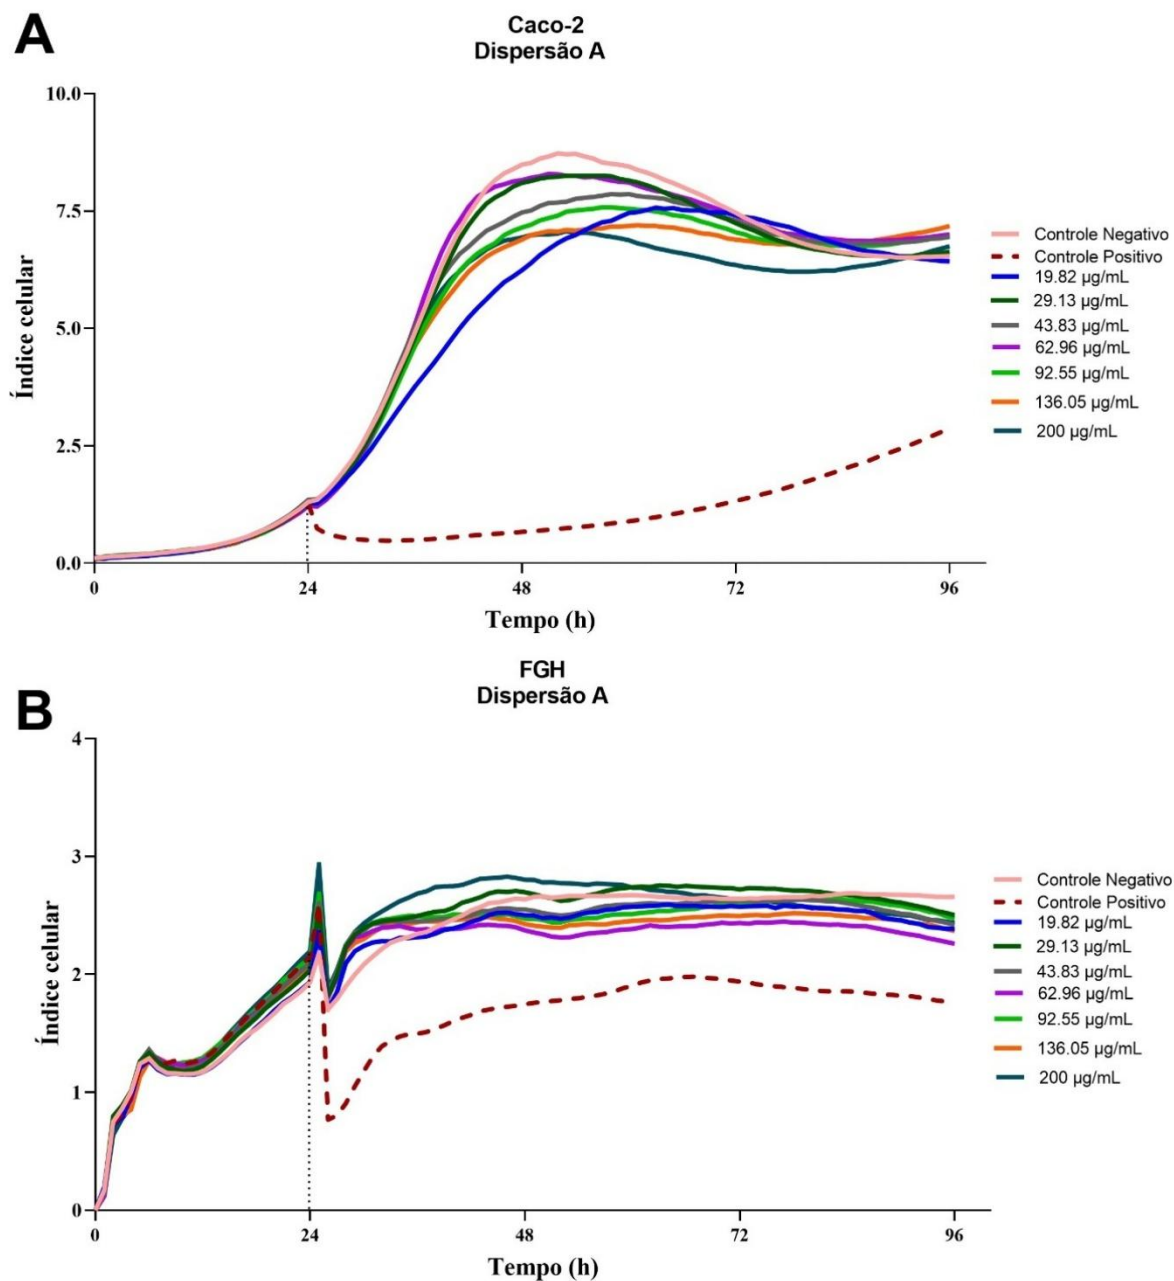 A
Caco-2
Dispersão A
10.0
7.5
5.0
2.5
0.0
Índice celular
0 24 48 72 96
Tempo (h)
Controle Negativo
Controle Positivo
19.82 µg/mL
29.13 µg/mL
43.83 µg/mL
62.96 µg/mL
92.55 µg/mL
136.05 µg/mL
200 µg/mL
B
FGH
Dispersão A
4
3
2
1
0
Índice celular
0 24 48 72 96
Tempo (h)
Controle Negativo
Controle Positivo
19.82 µg/mL
29.13 µg/mL
43.83 µg/mL
62.96 µg/mL
92.55 µg/mL
136.05 µg/mL
200 µg/mL